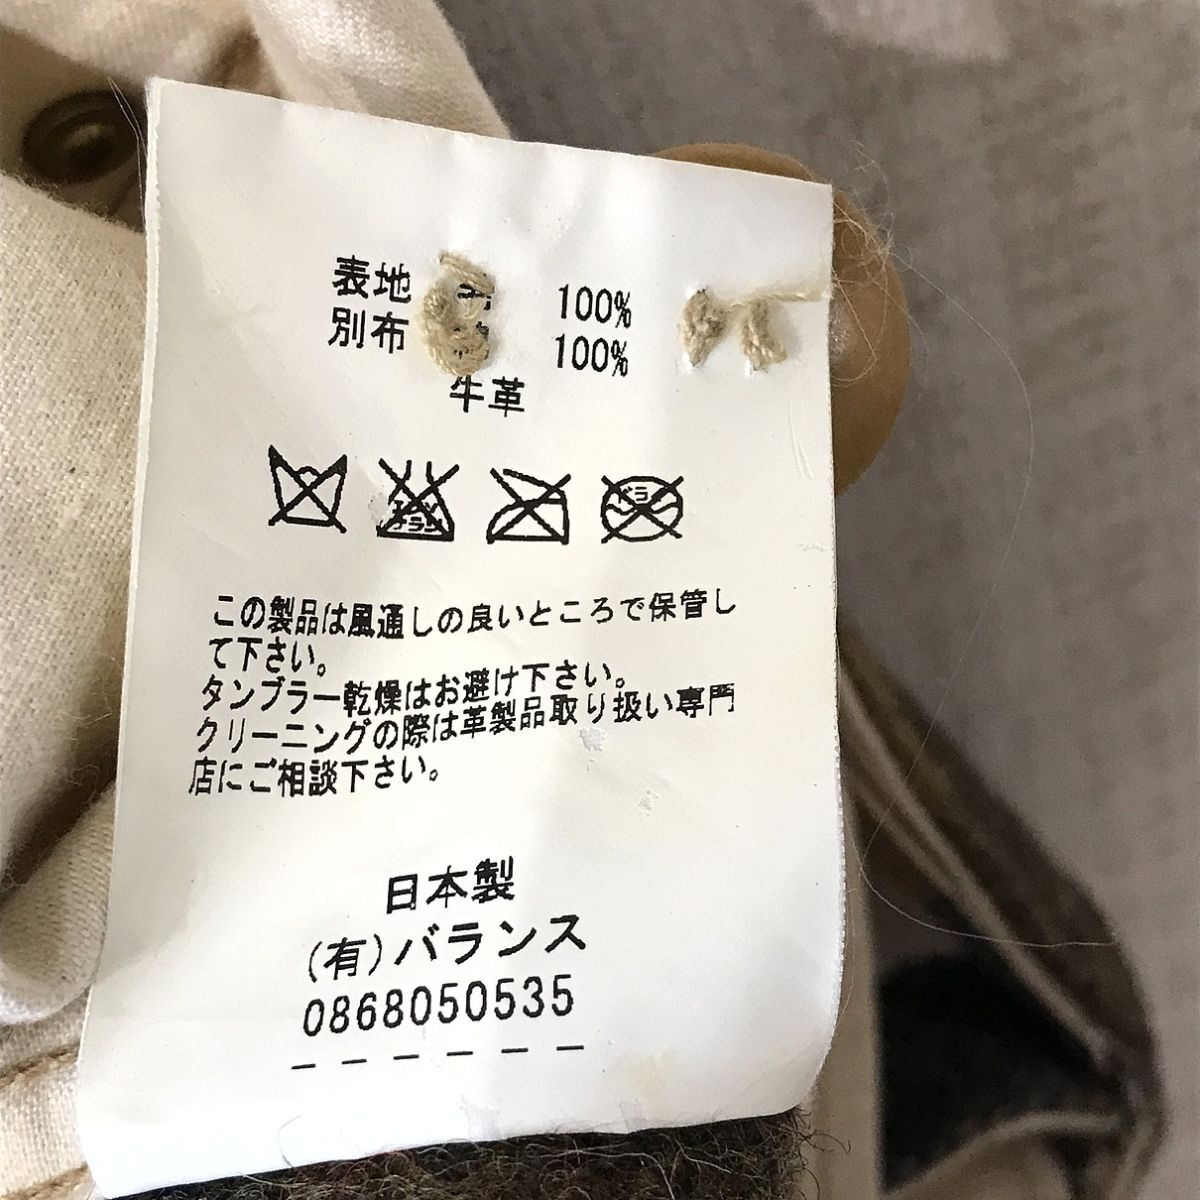 表地 100%
別布 100%
牛革
ドラ
この製品は風通しの良いところで保管し
て下さい。
タンブラー乾燥はお避け下さい。
クリーニングの際は革製品取り扱い専門
店にご相談下さい。
日本製
(有)バランス
0868050535
_ _ _ _ _ _